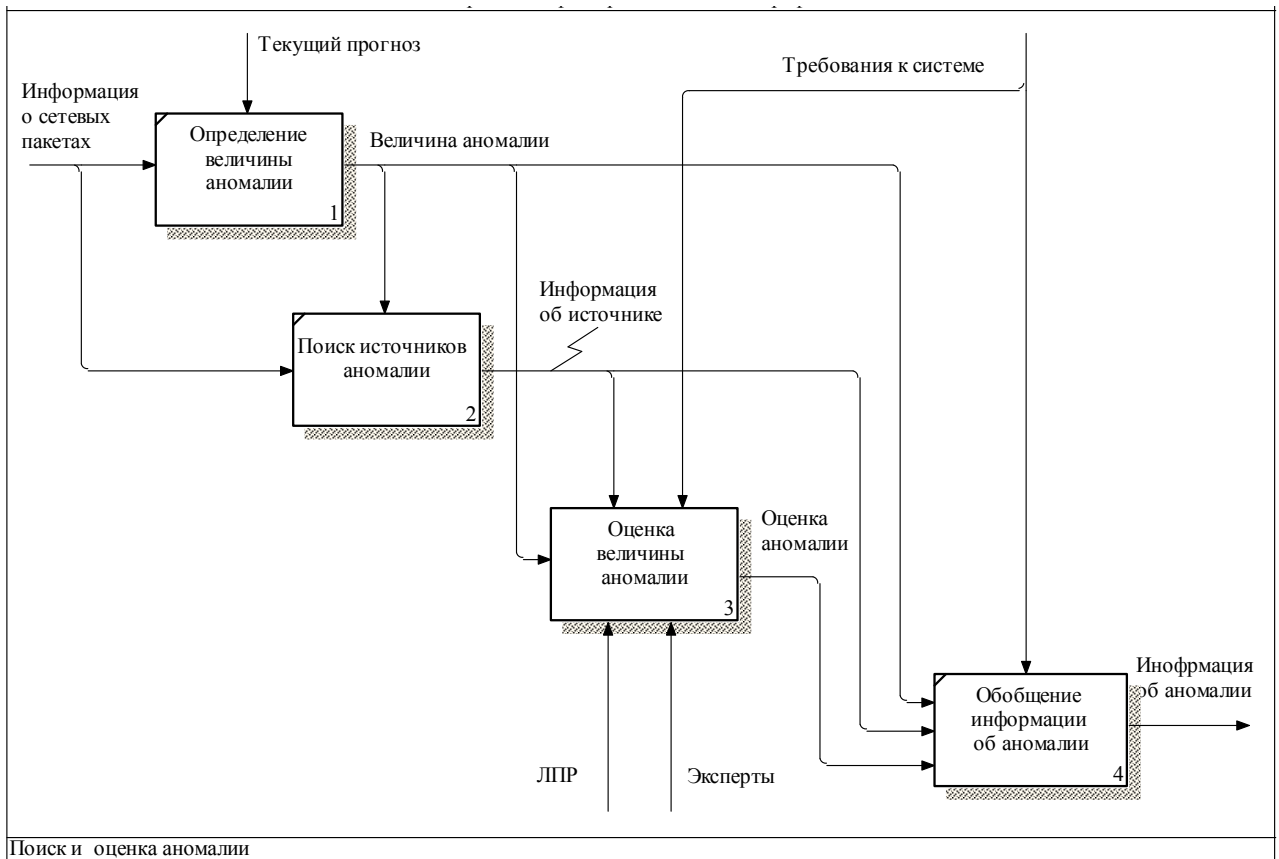 Текущий прогноз
Требования к системе
Информация
о сетевых
пакетах
Определение
величины
аномалии
1
Величина аномалии
Информация
об источнике
Поиск источников
аномалии
2
Оценка
величины
аномалии
3
Оценка
аномалии
Инофрмация
об аномалии
Обобщение
информации
об аномалии
4
ЛПР
Эксперты
Поиск и оценка аномалии